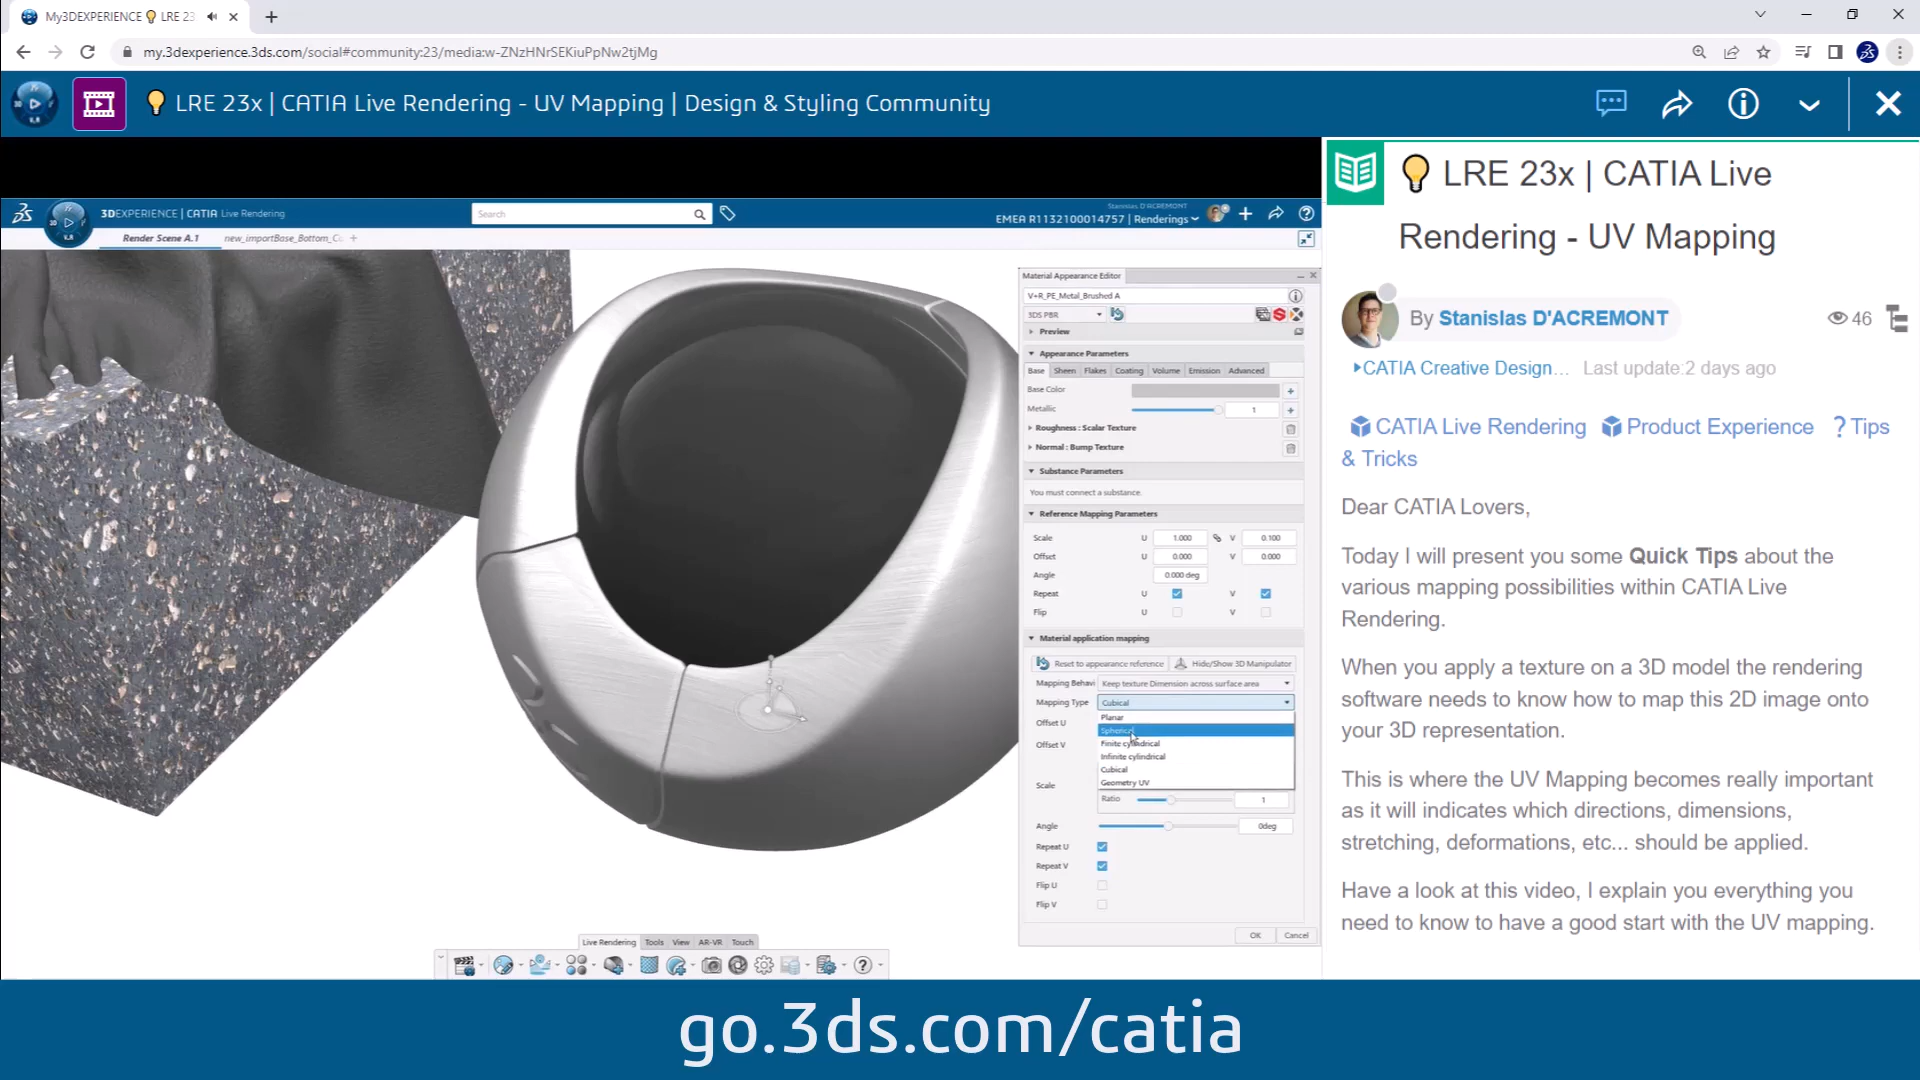 My3DEXPERIENCE 💡 LRE 23
my.3dexperience.3ds.com/social#community:23/media:w-ZNzHNrSEKiuPpNw2tjMg
💡 LRE 23x | CATIA Live Rendering - UV Mapping | Design & Styling Community
3DEXPERIENCE | CATIA Live Rendering
Search
Stanislas D'ACREMONT
EMEA R1132100014757 | Renderings
Render Scene A.1
new_importBase_Bottom_Cu
Material Appearance Editor
V+R_PE_Metal_Brushed A
3DS PBR
Preview
Appearance Parameters
Base Sheen Flakes Coating Volume Emission Advanced
Base Color
Metallic 1
Roughness : Scalar Texture
Normal : Bump Texture
Substance Parameters
You must connect a substance.
Reference Mapping Parameters
Scale U 1.000 V 0.100
Offset U 0.000 V 0.000
Angle 0.000 deg
Repeat U V
Flip U V
Material application mapping
Reset to appearance reference Hide/Show 3D Manipulator
Mapping Behavi Keep texture Dimension across surface area
Mapping Type Cubical
Planar
Offset U
Spherical
Finite cylindrical
Offset V
Infinite cylindrical
Cubical
Geometry UV
Scale
Ratio 1
Angle 0deg
Repeat U
Repeat V
Flip U
Flip V
OK Cancel
Live Rendering Tools View AR-VR Touch
💡 LRE 23x | CATIA Live
Rendering - UV Mapping
By Stanislas D'ACREMONT
46
CATIA Creative Design... Last update:2 days ago
CATIA Live Rendering Product Experience ? Tips
& Tricks
Dear CATIA Lovers,
Today I will present you some Quick Tips about the
various mapping possibilities within CATIA Live
Rendering.
When you apply a texture on a 3D model the rendering
software needs to know how to map this 2D image onto
your 3D representation.
This is where the UV Mapping becomes really important
as it will indicates which directions, dimensions,
stretching, deformations, etc... should be applied.
Have a look at this video, I explain you everything you
need to know to have a good start with the UV mapping.
go.3ds.com/catia